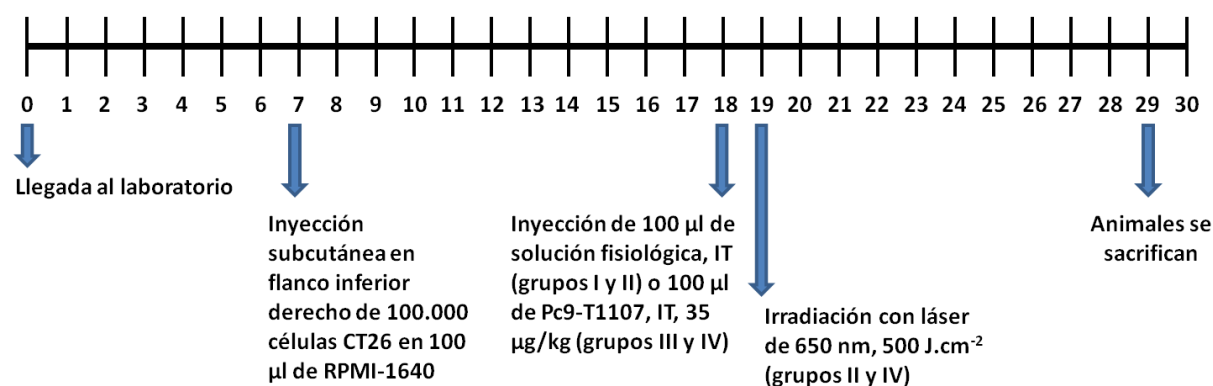 0 1 2 3 4 5 6 7 8 9 10 11 12 13 14 15 16 17 18 19 20 21 22 23 24 25 26 27 28 29 30
Llegada al laboratorio
Inyección
subcutánea en
flanco inferior
derecho de 100.000
células CT26 en 100
µl de RPMI-1640
Inyección de 100 µl de
solución fisiológica, IT
(grupos I y II) o 100 µl
de Pc9-T1107, IT, 35
µg/kg (grupos III y IV)
Irradiación con láser
de 650 nm, 500 J.cm⁻²
(grupos II y IV)
Animales se
sacrifican